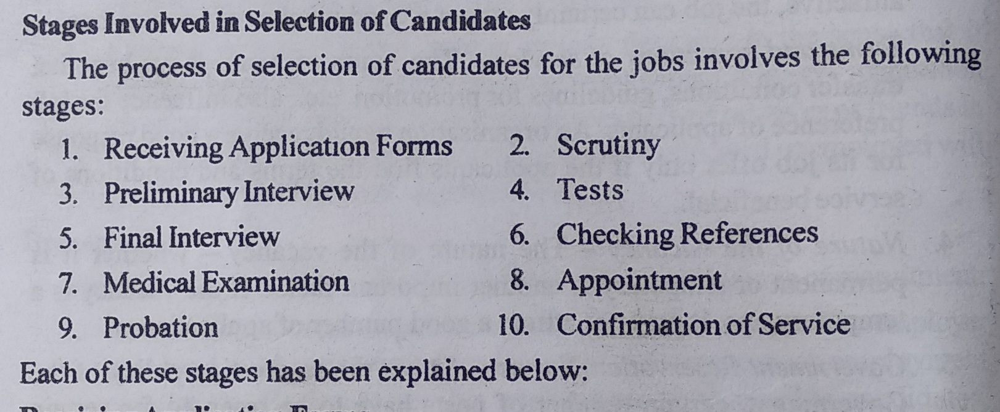 Stages Involved in Selection of Candidates
The process of selection of candidates for the jobs involves the following
stages:
1. Receiving Application Forms 2. Scrutiny
3. Preliminary Interview 4. Tests
5. Final Interview 6. Checking References
7. Medical Examination 8. Appointment
9. Probation 10. Confirmation of Service
Each of these stages has been explained below: